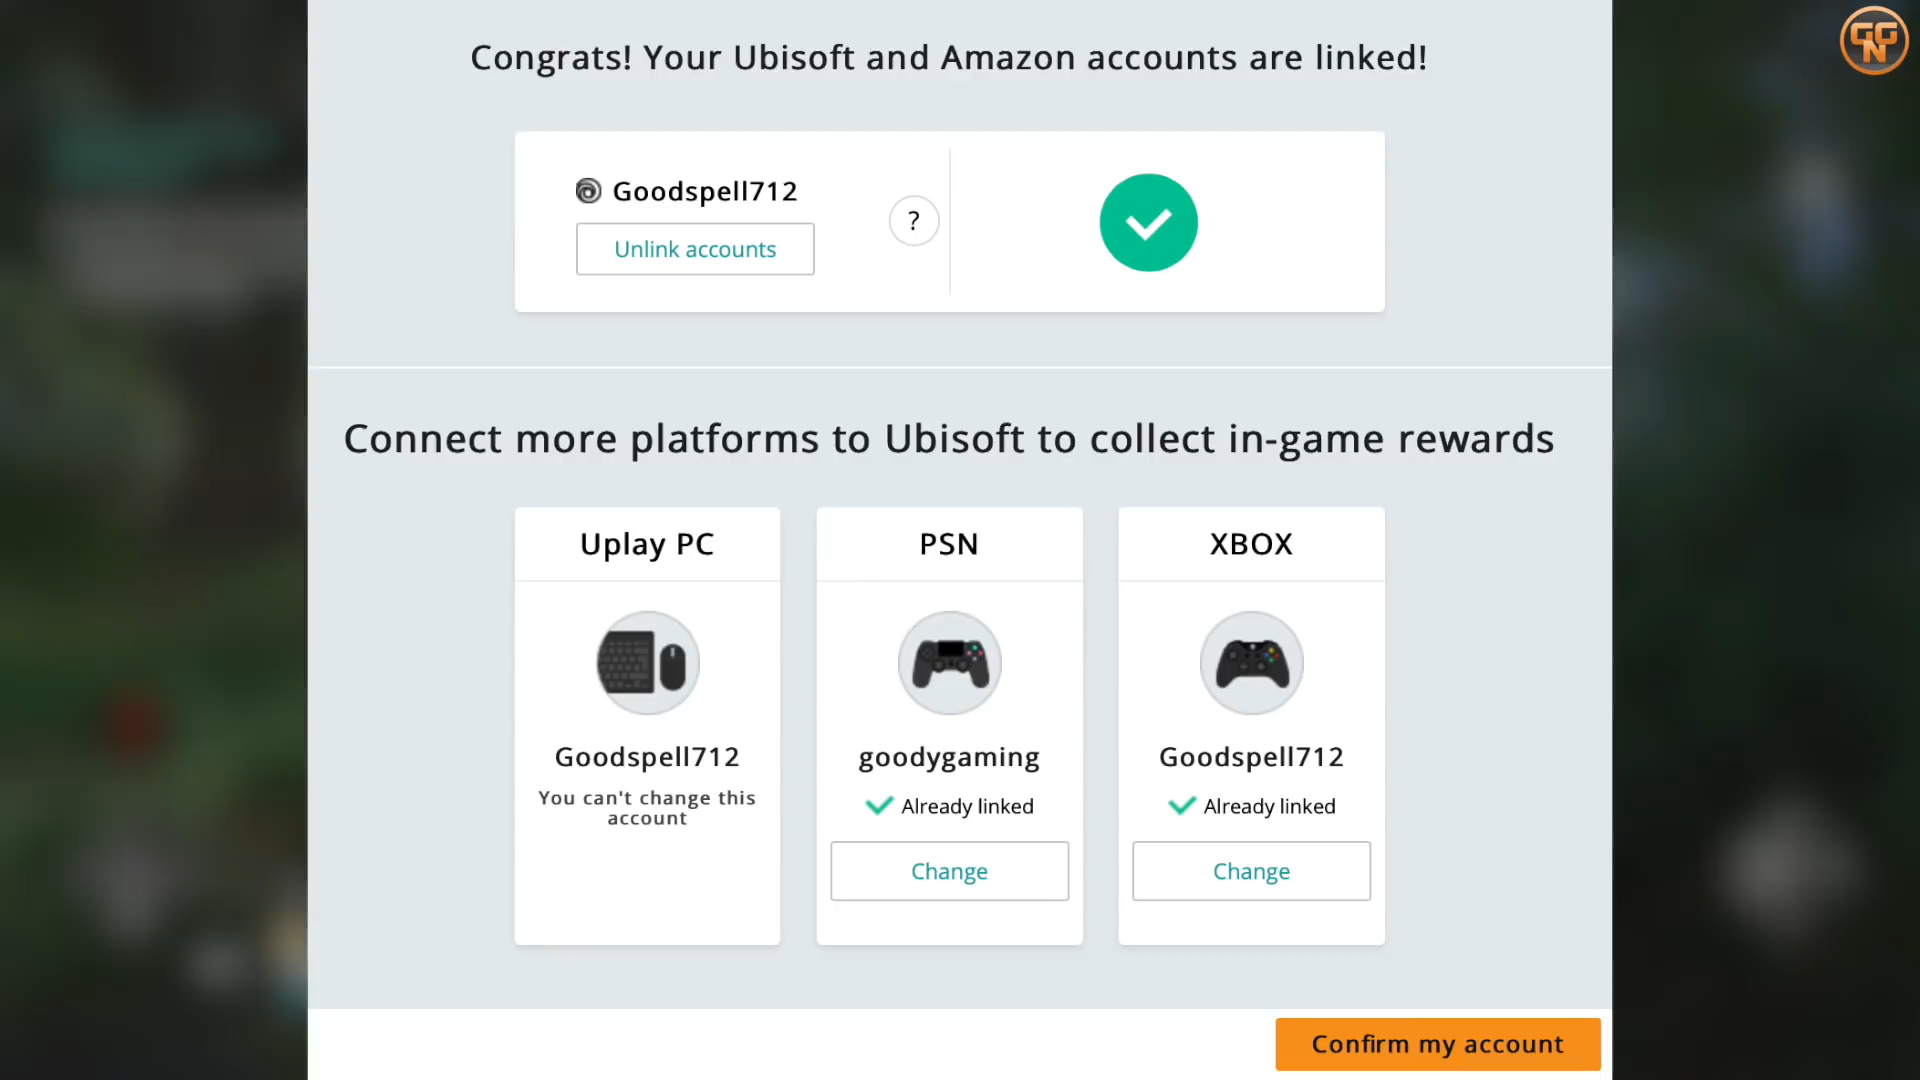 GGN
Congrats! Your Ubisoft and Amazon accounts are linked!
Goodspell712
Unlink accounts
?
Connect more platforms to Ubisoft to collect in-game rewards
Uplay PC
PSN
XBOX
Goodspell712
goodygaming
Goodspell712
You can't change this
account
Already linked
Already linked
Change
Change
Confirm my account